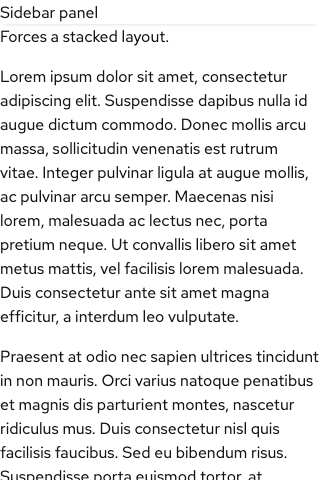 Sidebar panel
Forces a stacked layout.
Lorem ipsum dolor sit amet, consectetur
adipiscing elit. Suspendisse dapibus nulla id
augue dictum commodo. Donec mollis arcu
massa, sollicitudin venenatis est rutrum
vitae. Integer pulvinar ligula at augue mollis,
ac pulvinar arcu semper. Maecenas nisi
lorem, malesuada ac lectus nec, porta
pretium neque. Ut convallis libero sit amet
metus mattis, vel facilisis lorem malesuada.
Duis consectetur ante sit amet magna
efficitur, a interdum leo vulputate.
Praesent at odio nec sapien ultrices tincidunt
in non mauris. Orci varius natoque penatibus
et magnis dis parturient montes, nascetur
ridiculus mus. Duis consectetur nisl quis
facilisis faucibus. Sed eu bibendum risus.
Suspendisse porta euismod tortor, at